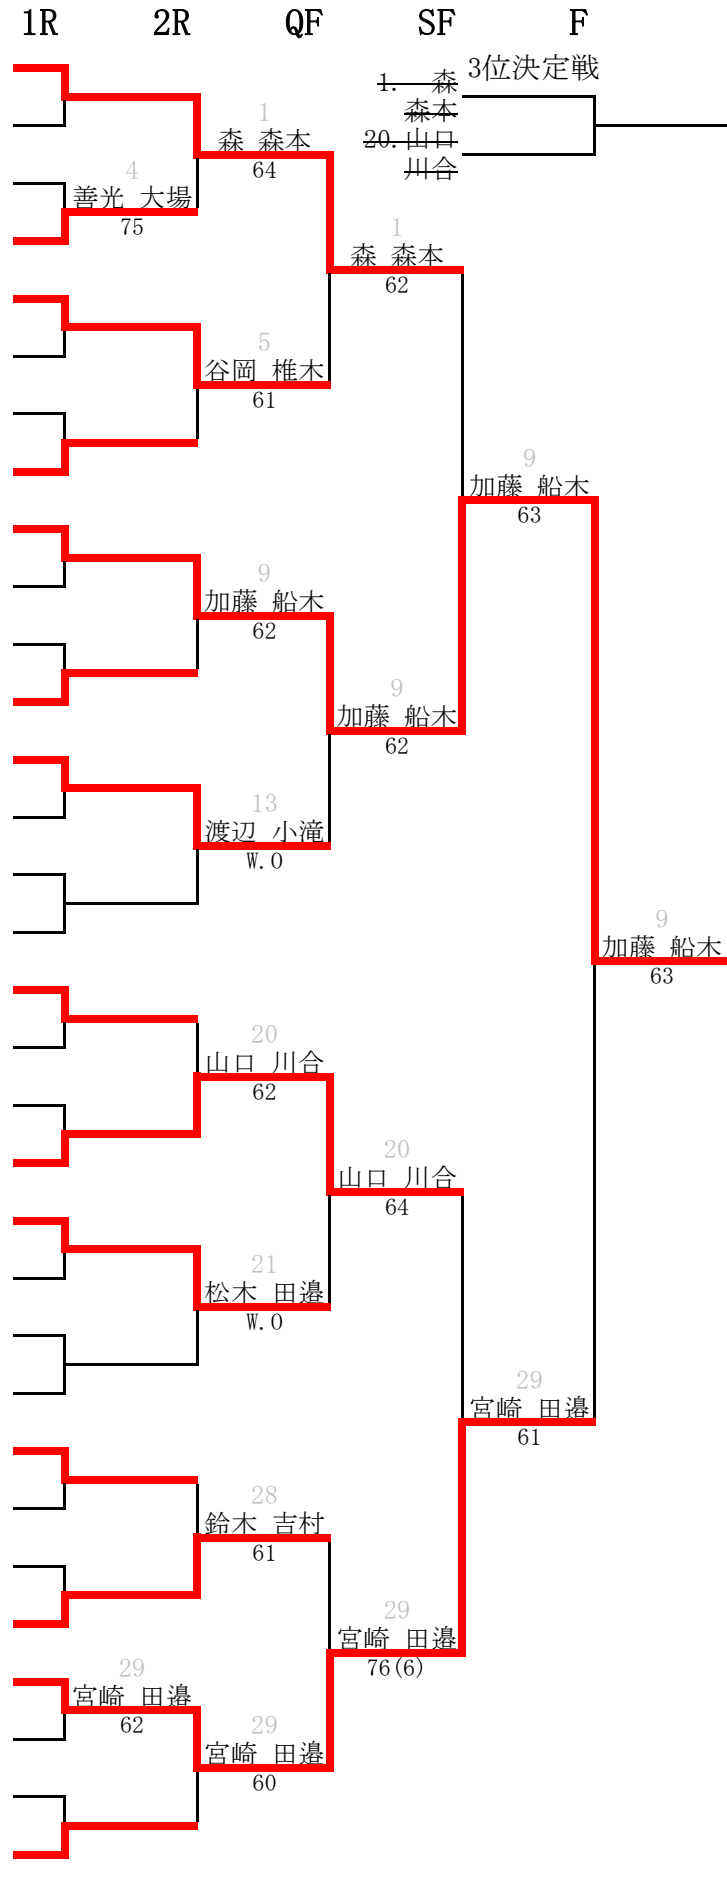 1R 2R QF SF F
3位決定戦
1. 森
森本
20. 山口
川合
1
森 森本
64
4
善光 大場
75
1
森 森本
62
5
谷岡 椎木
61
9
加藤 船木
63
9
加藤 船木
62
9
加藤 船木
62
13
渡辺 小滝
W.O
9
加藤 船木
63
20
山口 川合
62
20
山口 川合
64
21
松木 田邉
W.O
29
宮崎 田邉
61
28
鈴木 吉村
61
29
宮崎 田邉
76(6)
29
宮崎 田邉
62
29
宮崎 田邉
60